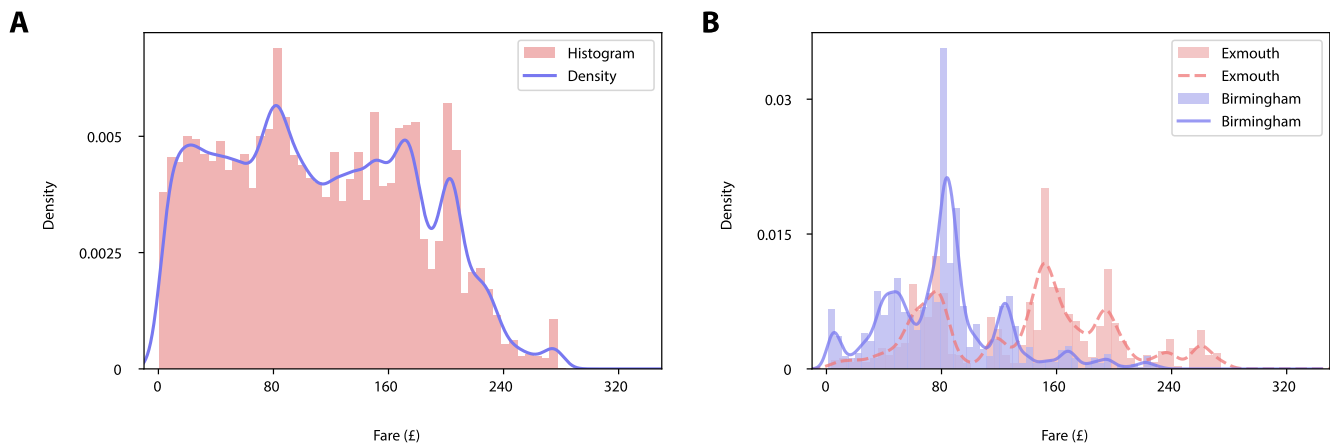 A
Histogram
Density
0.005
0.0025
0
Density
0
80
160
240
320
Fare (£)
B
Exmouth
Exmouth
Birmingham
Birmingham
0.03
0.015
0
Density
0
80
160
240
320
Fare (£)